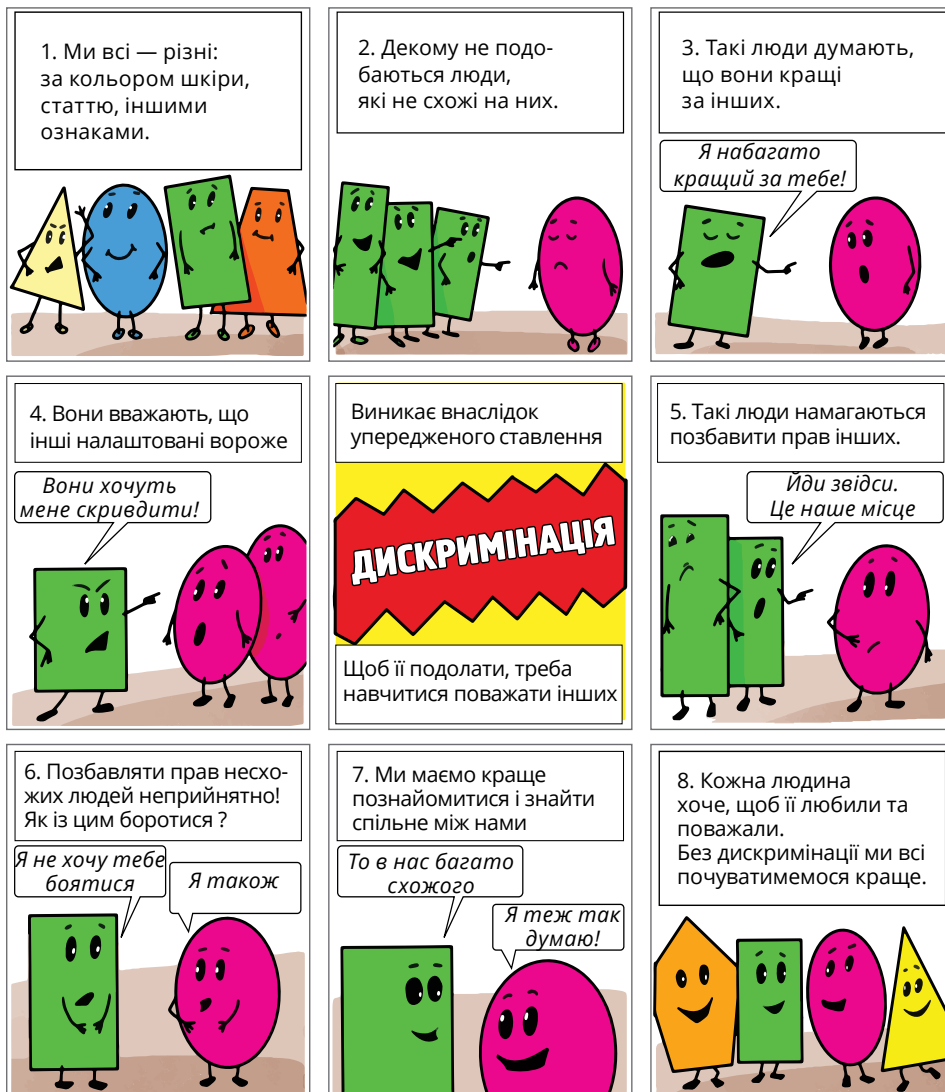 1. Ми всі — різні:
за кольором шкіри,
статтю, іншими
ознаками.
2. Декому не подо-
баються люди,
які не схожі на них.
3. Такі люди думають,
що вони кращі
за інших.
Я набагато
кращий за тебе!
4. Вони вважають, що
інші налаштовані вороже
Вони хочуть
мене скривдити!
Виникає внаслідок
упередженого ставлення
ДИСКРИМІНАЦІЯ
Щоб її подолати, треба
навчитися поважати інших
5. Такі люди намагаються
позбавити прав інших.
Йди звідси.
Це наше місце
6. Позбавляти прав несхо-
жих людей неприйнятно!
Як із цим боротися ?
Я не хочу тебе
боятися
Я також
7. Ми маємо краще
познайомитися і знайти
спільне між нами
То в нас багато
схожого
Я теж так
думаю!
8. Кожна людина
хоче, щоб її любили та
поважали.
Без дискримінації ми всі
почуватимемося краще.